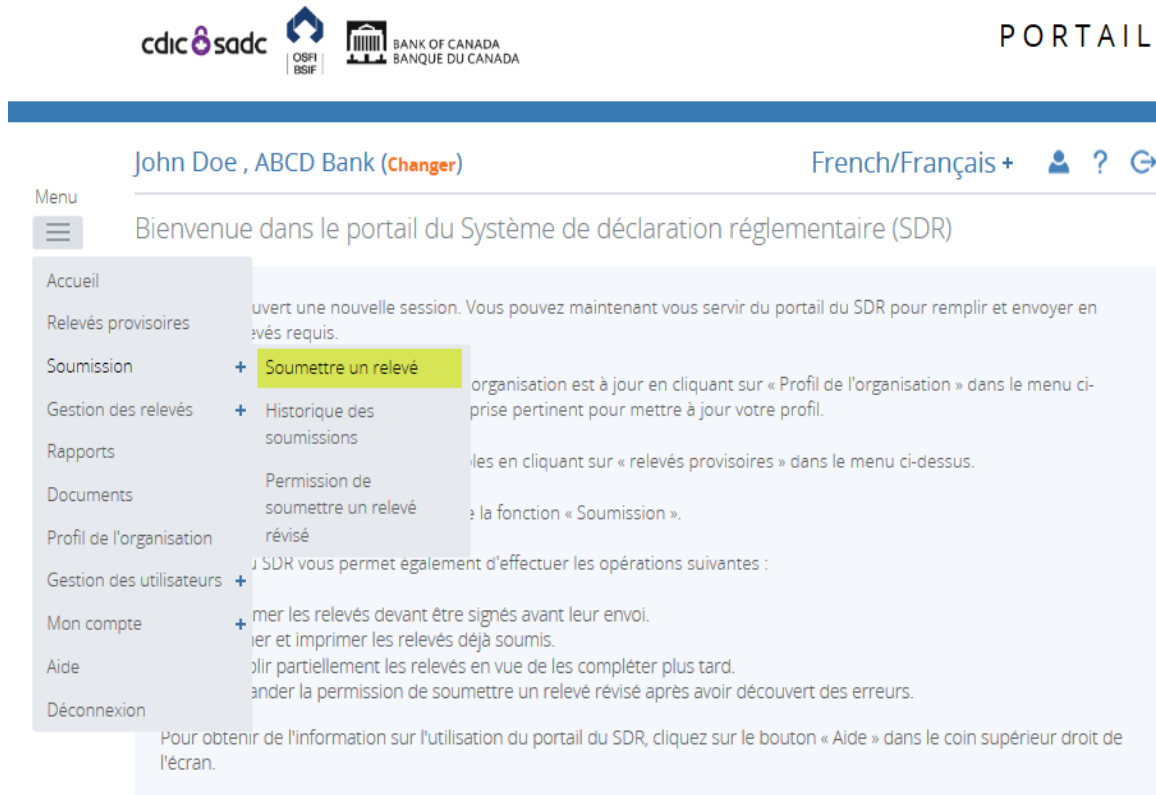 cdic sadc
OSFI
BSIF
BANK OF CANADA
BANQUE DU CANADA
PORTAIL
John Doe , ABCD Bank (Changer)
French/Français +
?
Menu
Bienvenue dans le portail du Système de déclaration réglementaire (SDR)
Accueil
Relevés provisoires
Soumission +
Gestion des relevés +
Rapports
Documents
Profil de l'organisation
Gestion des utilisateurs +
Mon compte +
Aide
Déconnexion
Soumettre un relevé
Historique des
soumissions
Permission de
soumettre un relevé
révisé
une nouvelle session. Vous pouvez maintenant vous servir du portail du SDR pour remplir et envoyer en
requis.
organisation est à jour en cliquant sur « Profil de l'organisation » dans le menu ci-
pertinent pour mettre à jour votre profil.
en cliquant sur « relevés provisoires » dans le menu ci-dessus.
la fonction « Soumission ».
SDR vous permet également d'effectuer les opérations suivantes :
les relevés devant être signés avant leur envoi.
et imprimer les relevés déjà soumis.
partiellement les relevés en vue de les compléter plus tard.
la permission de soumettre un relevé révisé après avoir découvert des erreurs.
Pour obtenir de l'information sur l'utilisation du portail du SDR, cliquez sur le bouton « Aide » dans le coin supérieur droit de
l'écran.